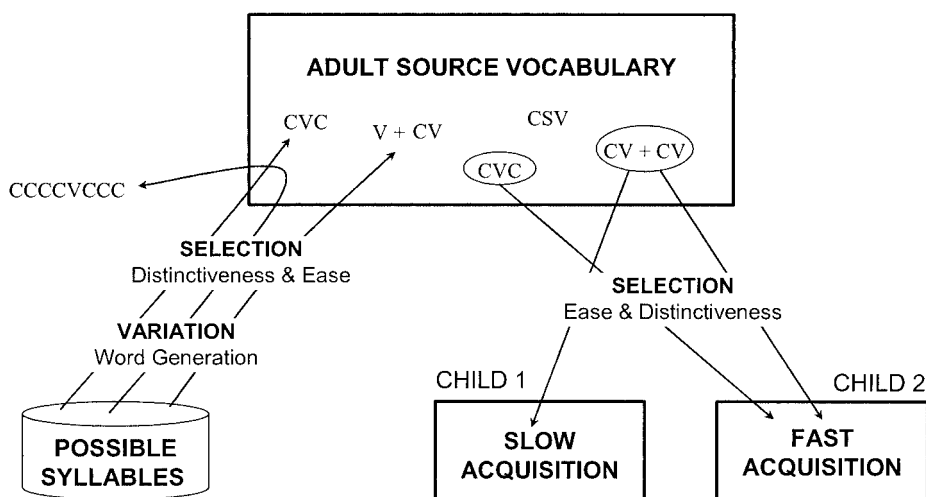 ADULT SOURCE VOCABULARY
CVC
V + CV
CSV
CVC
CV + CV
CCCCVCCC
SELECTION
Distinctiveness & Ease
VARIATION
Word Generation
POSSIBLE
SYLLABLES
SELECTION
Ease & Distinctiveness
CHILD 1
SLOW
ACQUISITION
CHILD 2
FAST
ACQUISITION